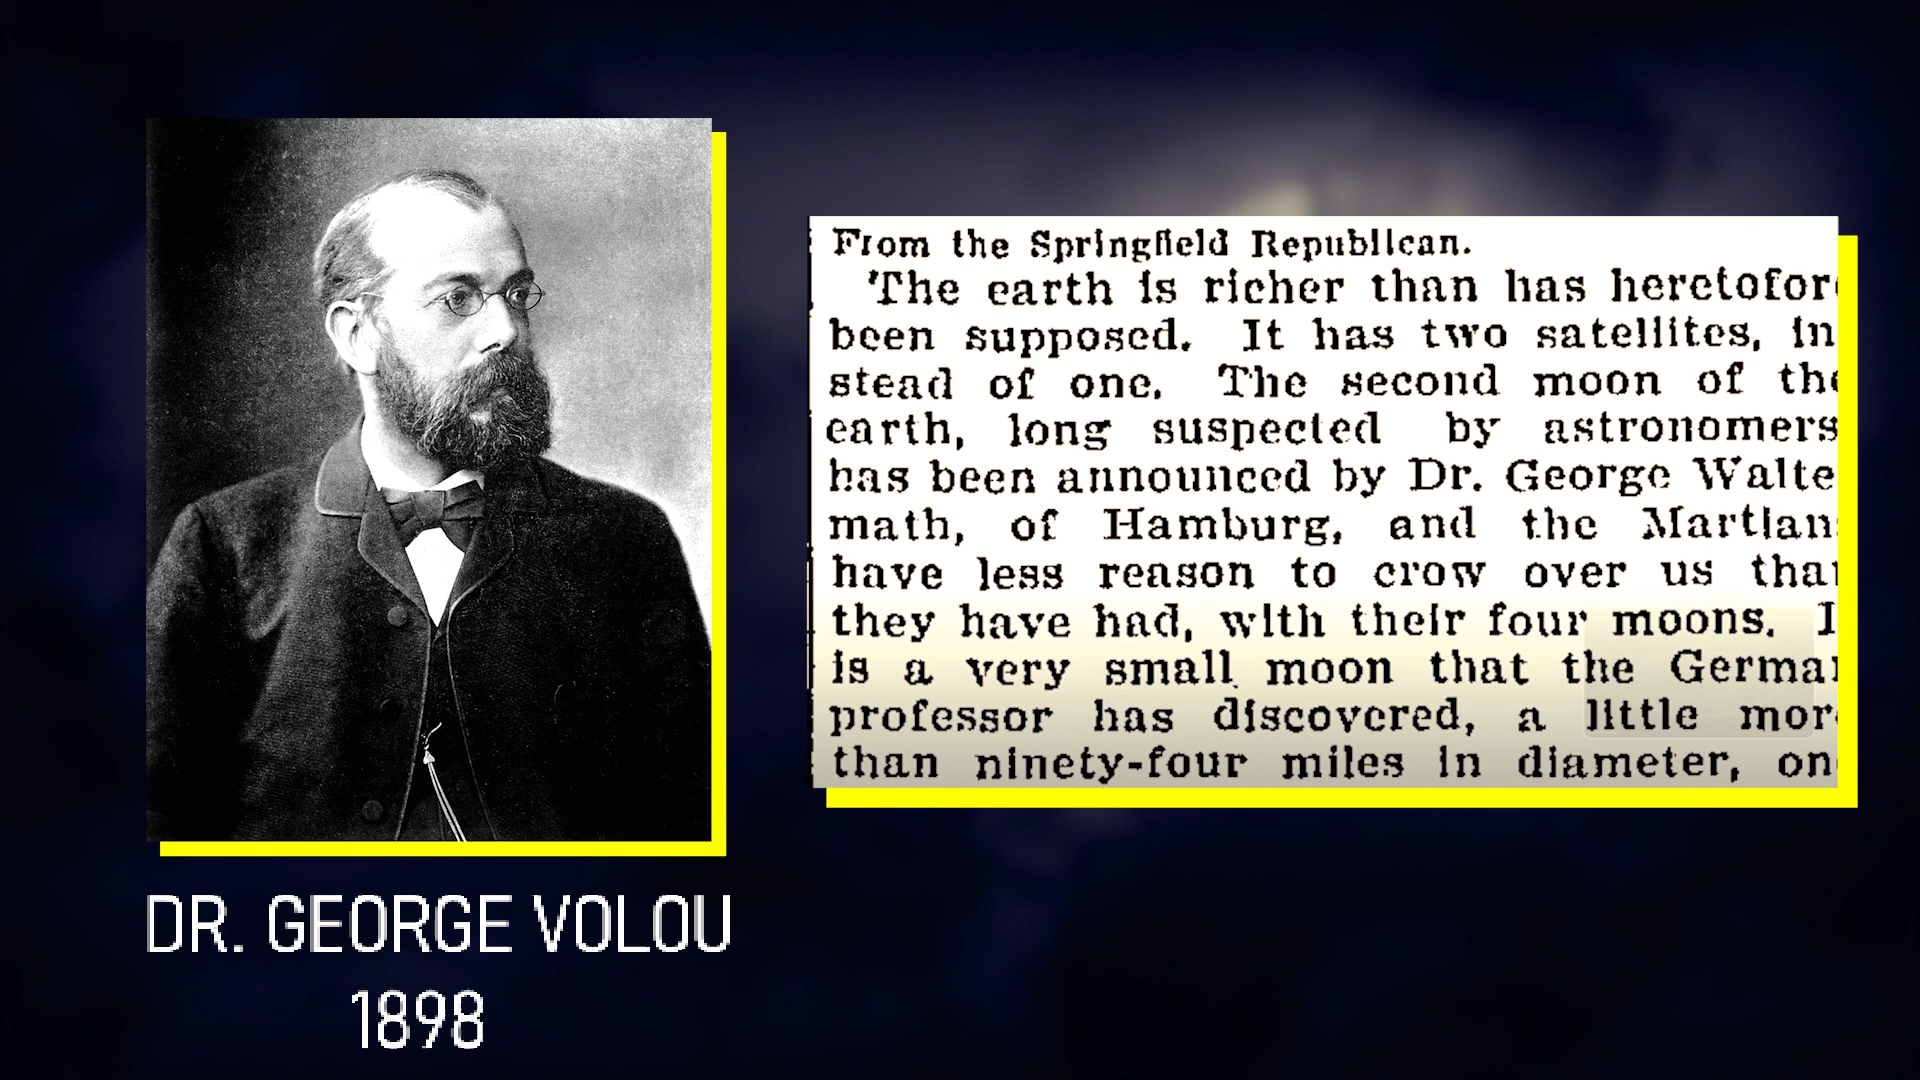 From the Springfield Republican.
The earth is richer than has heretofor
been supposed. It has two satellites, in
stead of one. The second moon of the
earth, long suspected by astronomers
has been announced by Dr. George Walte
math, of Hamburg, and the Martian
have less reason to crow over us than
they have had, with their four moons. I
is a very small moon that the German
professor has discovered, a little mor
than ninety-four miles in diameter, on
DR. GEORGE VOLOU
1898